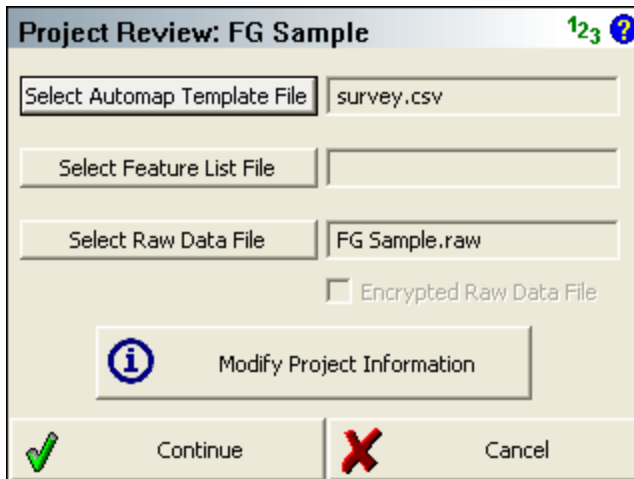 Project Review: FG Sample 123 ?
Select Automap Template File survey.csv
Select Feature List File
Select Raw Data File FG Sample.raw
Encrypted Raw Data File
i Modify Project Information
Continue Cancel